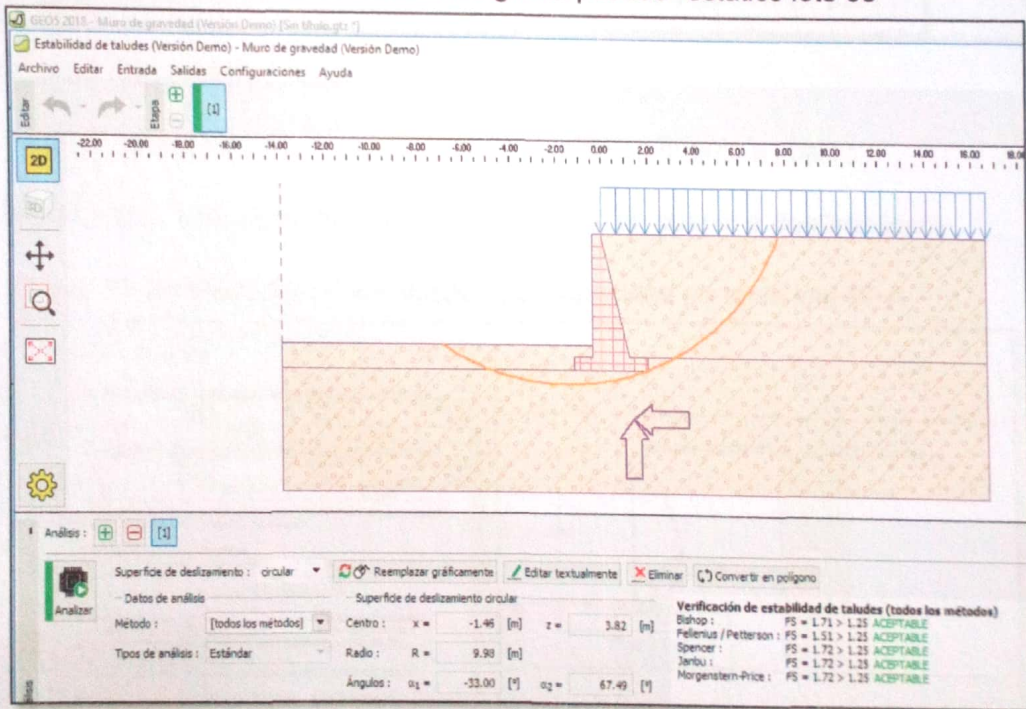 GEO5 2018 - Muro de gravedad (Versión Demo) [Sin título.gtz *]
Estabilidad de taludes (Versión Demo) - Muro de gravedad (Versión Demo)
Archivo Editar Entrada Salidas Configuraciones Ayuda
Editar
Etapa
[1]
2D
3D
-22.00 -20.00 -18.00 -16.00 -14.00 -12.00 -10.00 -8.00 -6.00 -4.00 -2.00 0.00 2.00 4.00 6.00 8.00 10.00 12.00 14.00 16.00 18.00
Análisis : [1]
Analizar
Superficie de deslizamiento : circular
Reemplazar gráficamente
Editar textualmente
Eliminar
Convertir en polígono
Datos de análisis
Método : [todos los métodos]
Tipos de análisis : Estándar
Superficie de deslizamiento circular
Centro : x = -1.46 [m] z = 3.82 [m]
Radio : R = 9.98 [m]
Ángulos : α1 = -33.00 [°] α2 = 67.49 [°]
Verificación de estabilidad de taludes (todos los métodos)
Bishop : FS = 1.71 > 1.25 ACEPTABLE
Fellenius / Petterson : FS = 1.51 > 1.25 ACEPTABLE
Spencer : FS = 1.72 > 1.25 ACEPTABLE
Janbu : FS = 1.72 > 1.25 ACEPTABLE
Morgenstern-Price : FS = 1.72 > 1.25 ACEPTABLE